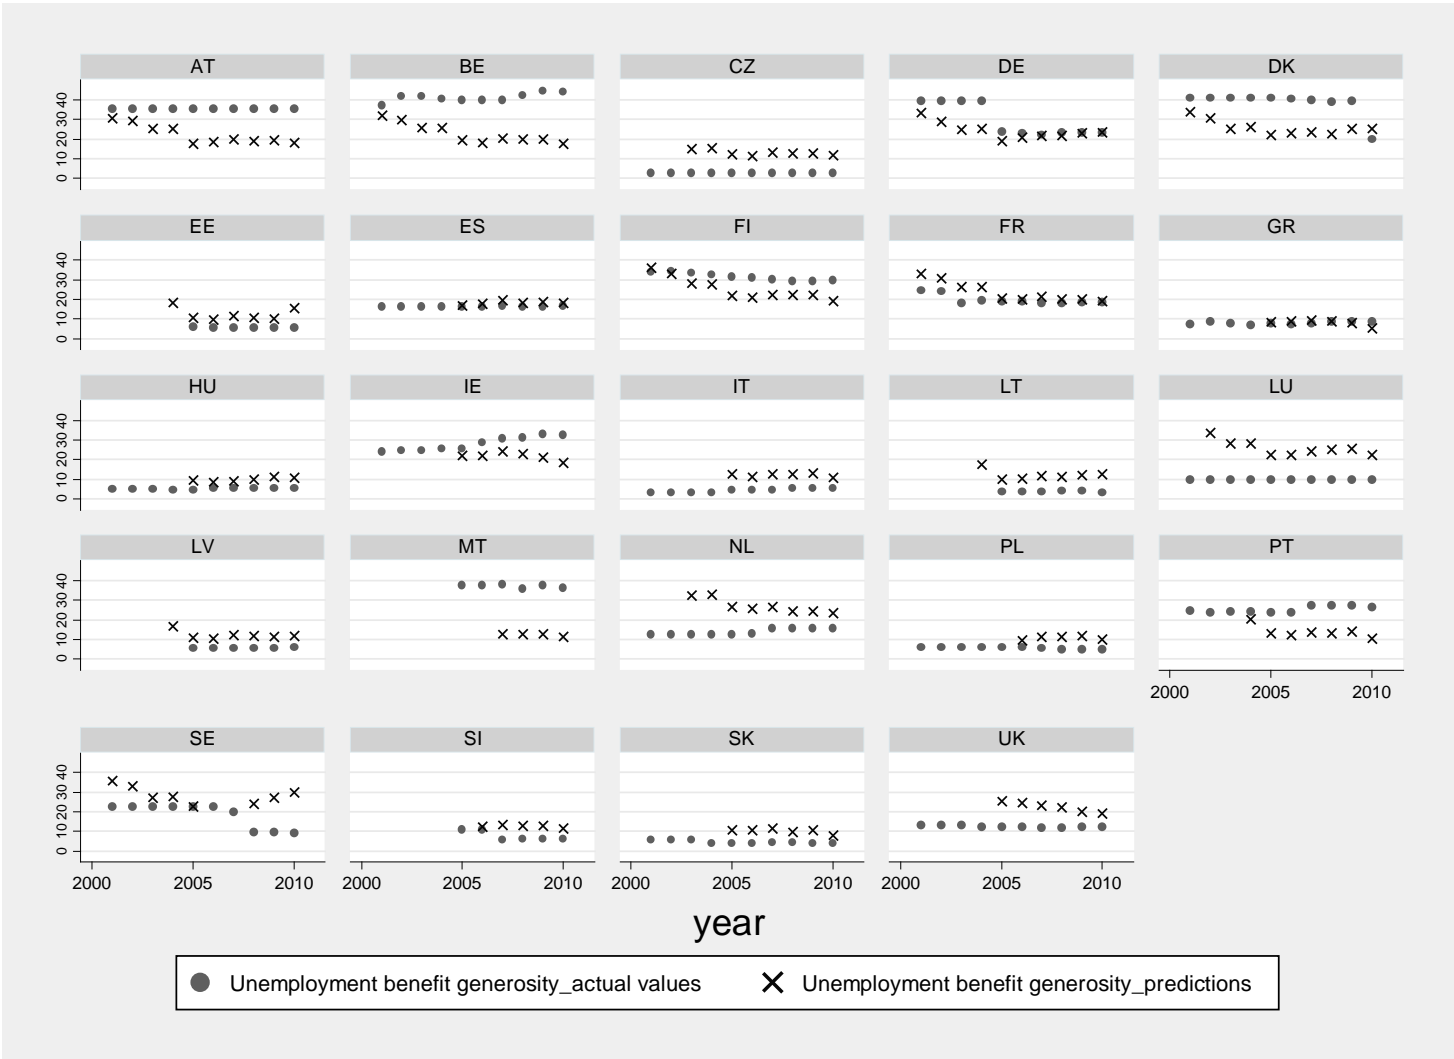 AT BE CZ DE DK
0 10 20 30 40
EE ES FI FR GR
0 10 20 30 40
HU IE IT LT LU
0 10 20 30 40
LV MT NL PL PT
0 10 20 30 40
2000 2005 2010
SE SI SK UK
0 10 20 30 40
2000 2005 2010 2000 2005 2010 2000 2005 2010 2000 2005 2010
year
Unemployment benefit generosity_actual values Unemployment benefit generosity_predictions